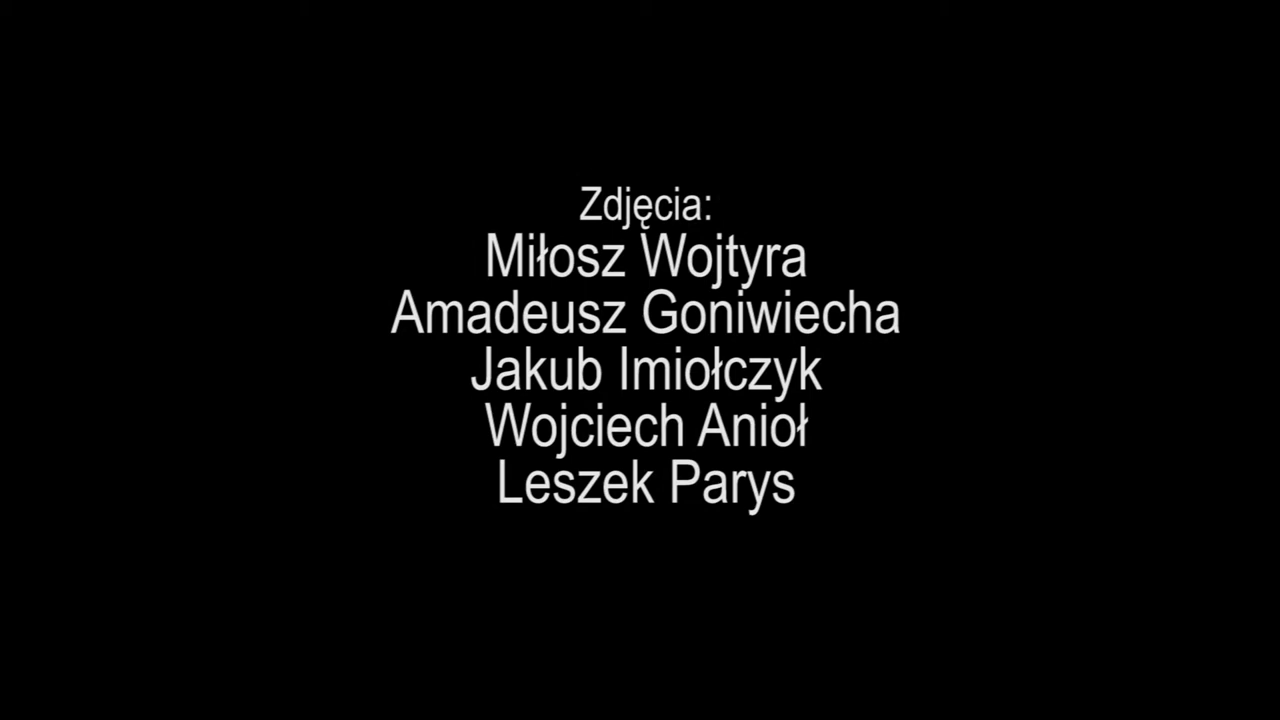 Zdjęcia:
Miłosz Wojtyra
Amadeusz Goniwiecha
Jakub Imiołczyk
Wojciech Anioł
Leszek Parys